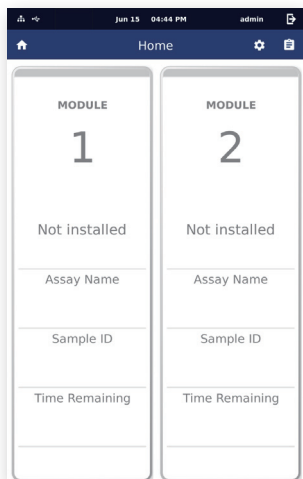 Jun 15 04:44 PM admin
Home
MODULE
1
Not installed
Assay Name
Sample ID
Time Remaining
MODULE
2
Not installed
Assay Name
Sample ID
Time Remaining